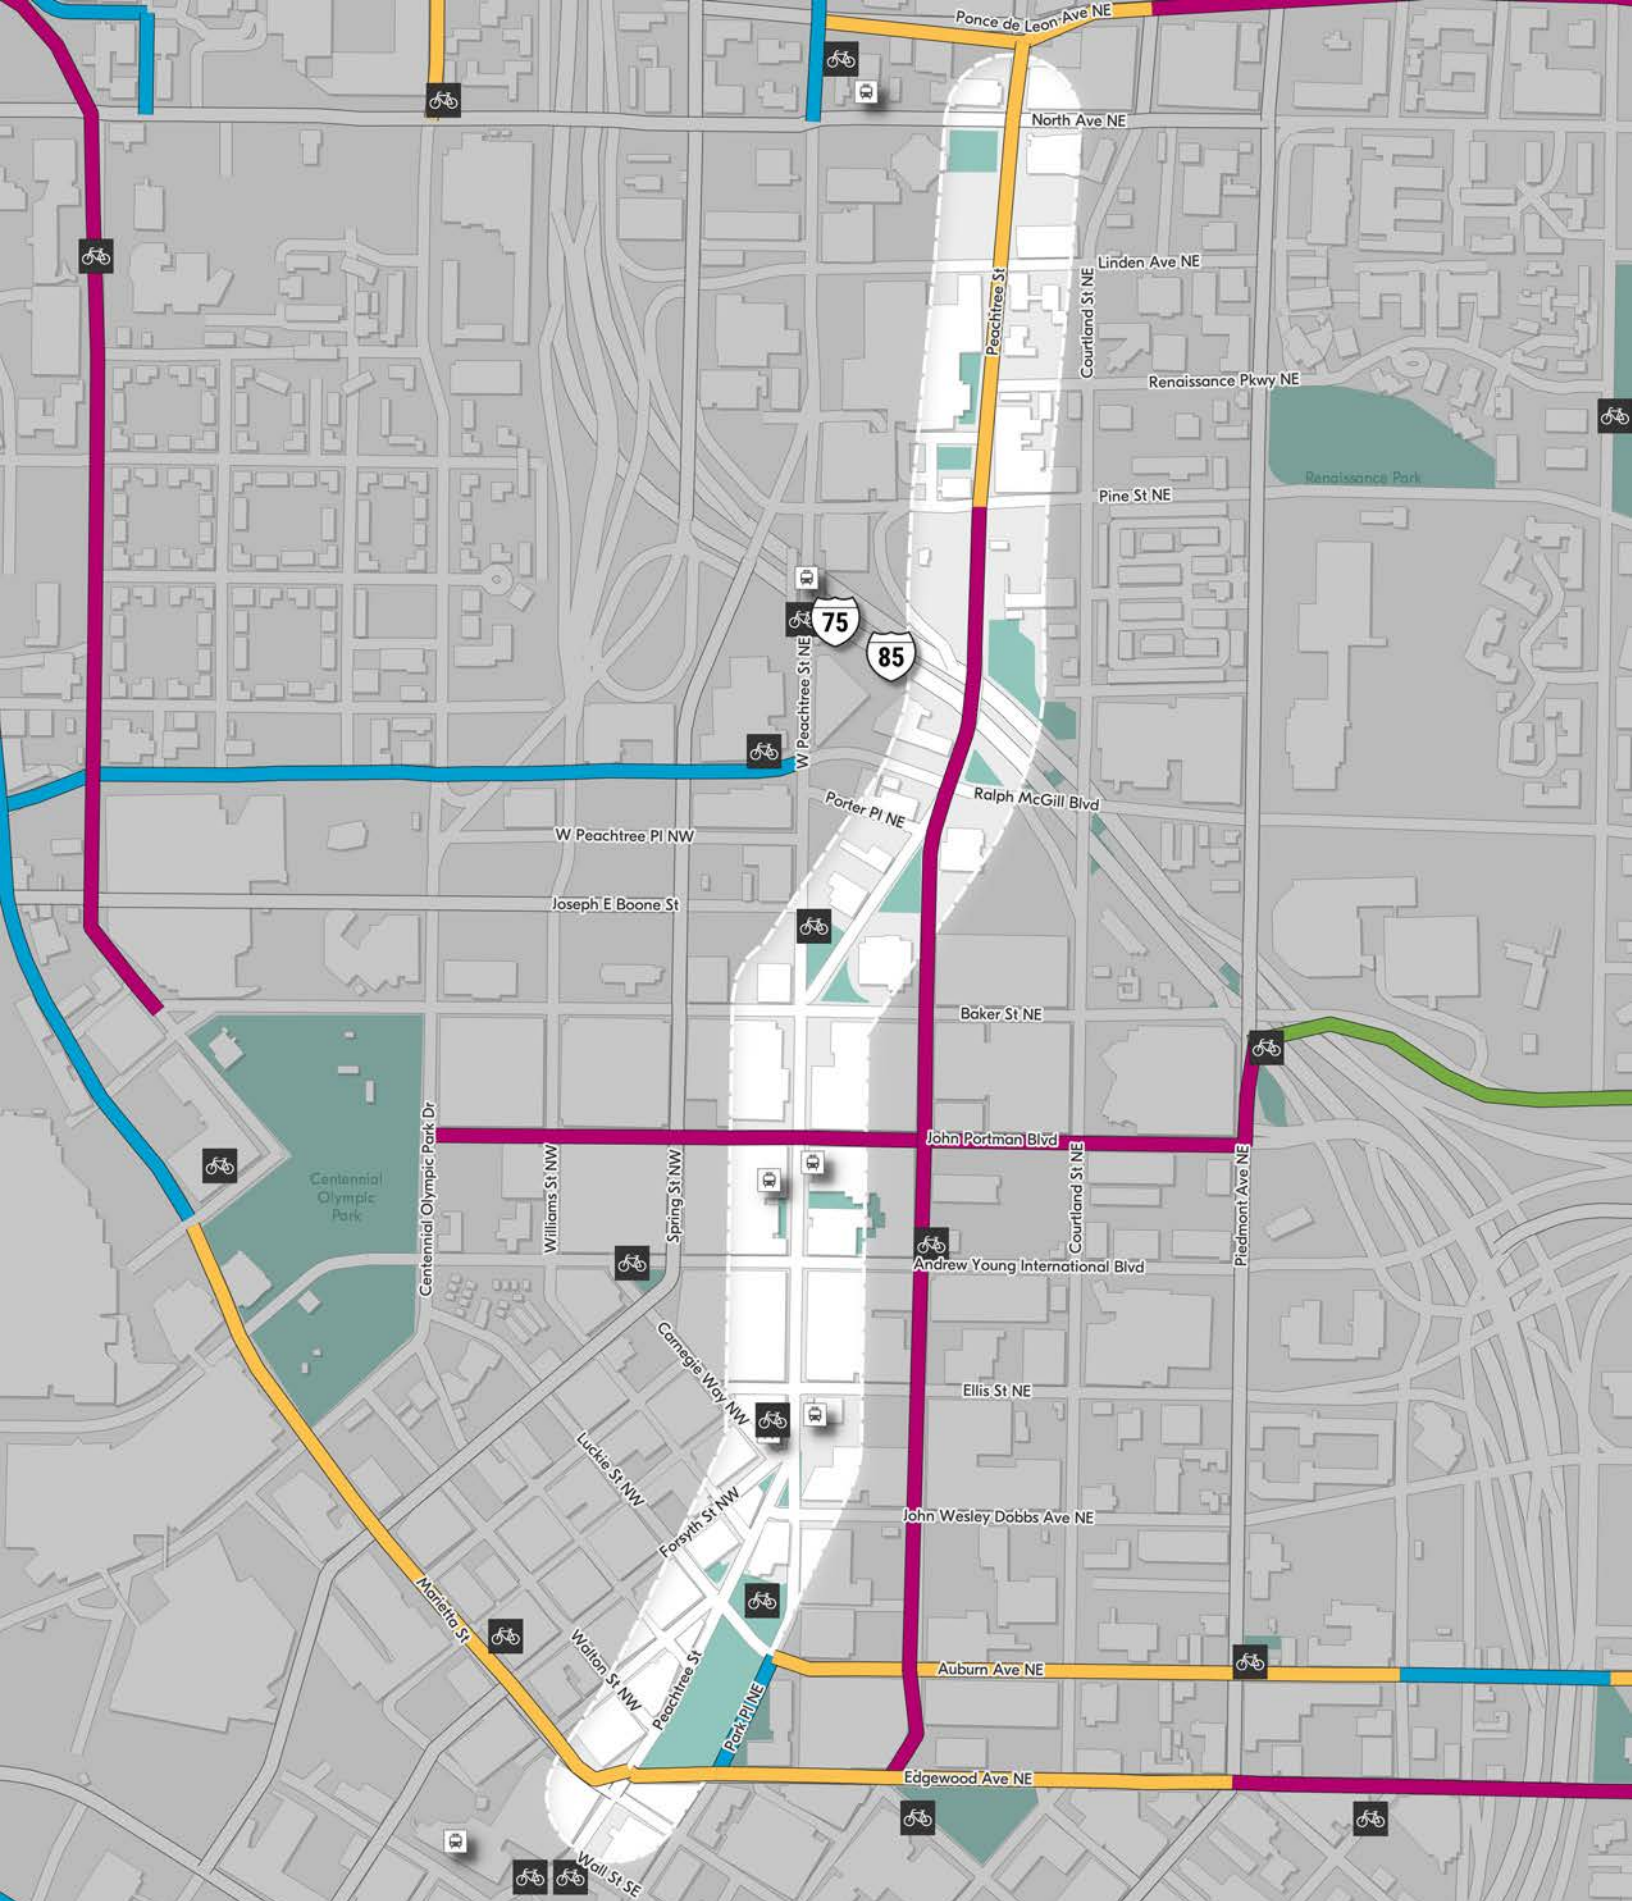 Ponce de Leon Ave NE
North Ave NE
Linden Ave NE
Peachtree St
Courtland St NE
Renaissance Pkwy NE
Renaissance Park
Pine St NE
75
85
W Peachtree St NE
Ralph McGill Blvd
Porter Pl NE
W Peachtree Pl NW
Joseph E Boone St
Baker St NE
Centennial Olympic Park Dr
John Portman Blvd
Williams St NW
Spring St NW
Courtland St NE
Piedmont Ave NE
Centennial
Olympic
Park
Andrew Young International Blvd
Carnegie Way NW
Ellis St NE
Luckie St NW
Forsyth St NW
John Wesley Dobbs Ave NE
Marietta St
Walton St NW
Peachtree St
Park Pl NE
Auburn Ave NE
Edgewood Ave NE
Wall St SE